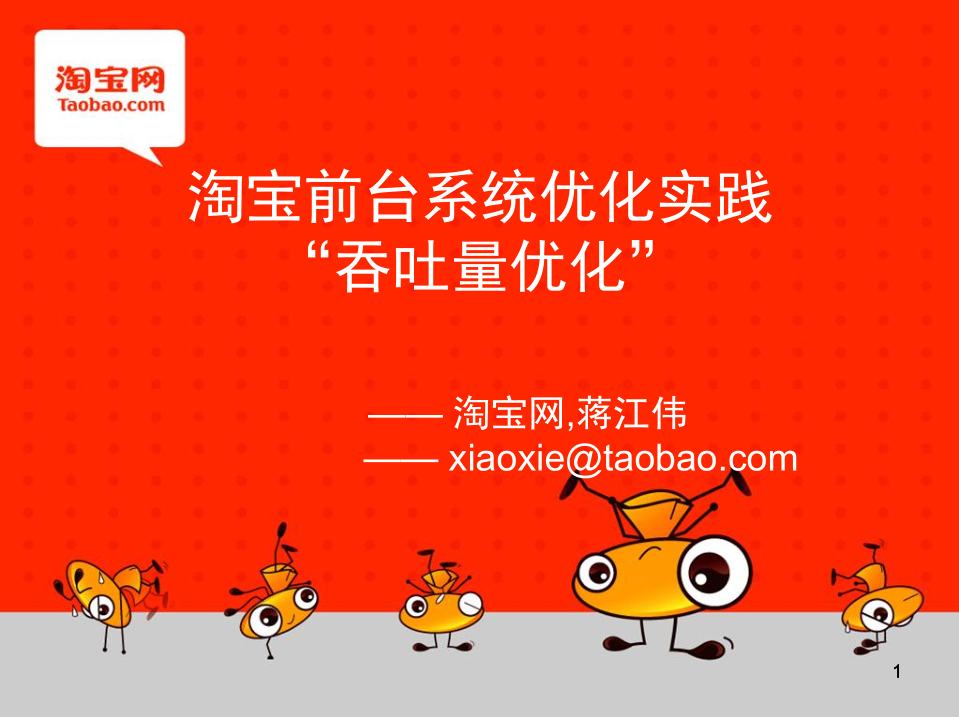 淘宝网
Taobao.com
淘宝前台系统优化实践
“吞吐量优化”
—— 淘宝网,蒋江伟
—— xiaoxie@taobao.com
1